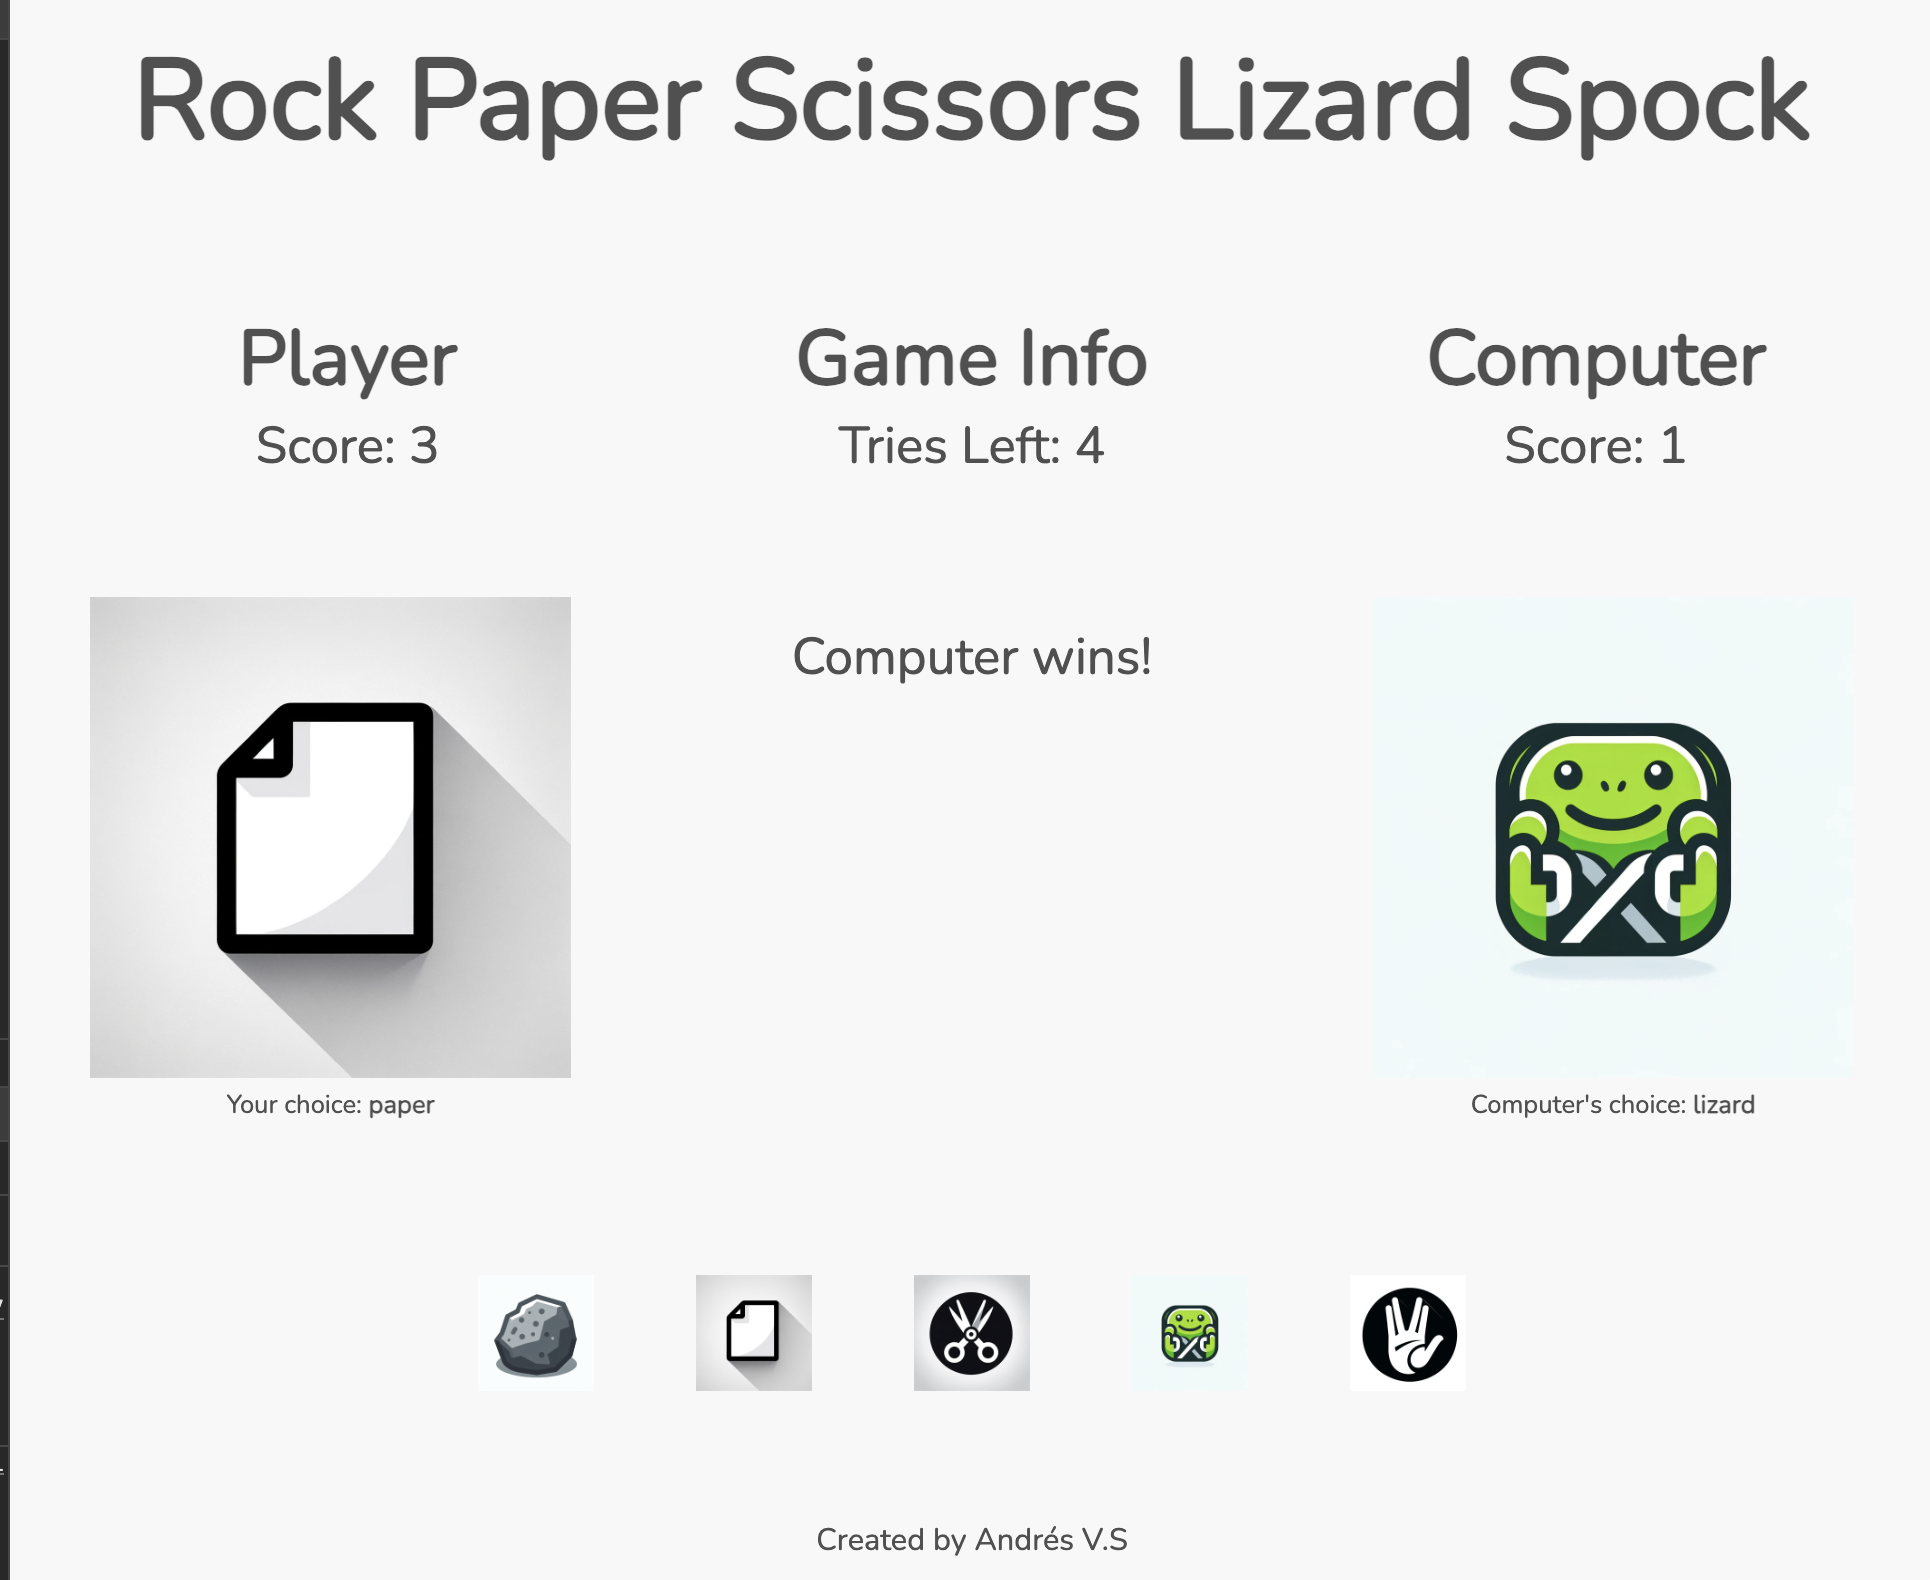 Rock Paper Scissors Lizard Spock
Player
Score: 3
Game Info
Tries Left: 4
Computer
Score: 1
Computer wins!
Your choice: paper
Computer's choice: lizard
Created by Andrés V.S